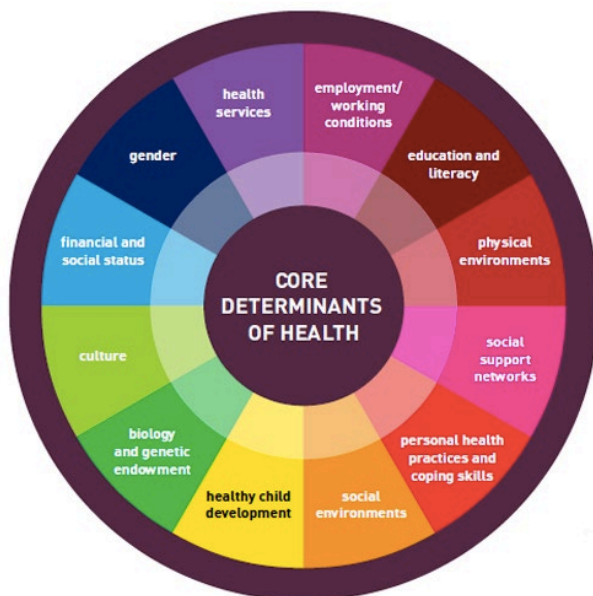 health
services
employment/
working
conditions
education and
literacy
physical
environments
social
support
networks
personal health
practices and
coping skills
social
environments
healthy child
development
biology
and genetic
endowment
culture
financial and
social status
gender
CORE
DETERMINANTS
OF HEALTH